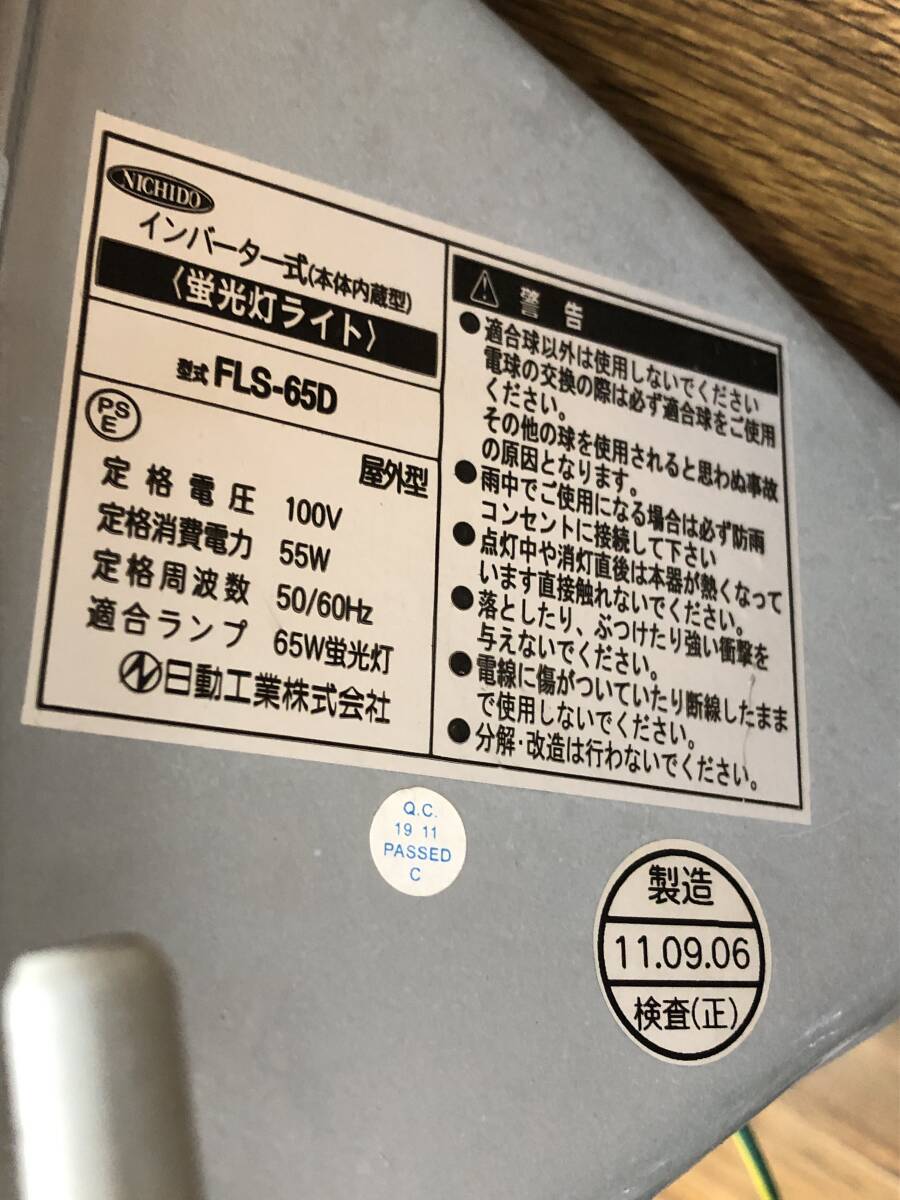 NICHIDO
インバーター式(本体内蔵型)
〈蛍光灯ライト〉
型式 FLS-65D
PS
E
屋外型
定格電圧 100V
定格消費電力 55W
定格周波数 50/60Hz
適合ランプ 65W蛍光灯
日動工業株式会社
警告
●適合球以外は使用しないでください
電球の交換の際は必ず適合球をご使用
ください。
その他の球を使用されると思わぬ事故
の原因となります。
●雨中でご使用になる場合は必ず防雨
コンセントに接続して下さい
●点灯中や消灯直後は本器が熱くなって
います直接触れないでください。
●落としたり、ぶつけたり強い衝撃を
与えないでください。
●電線に傷がついていたり断線したまま
で使用しないでください。
●分解・改造は行わないでください。
Q.C.
19 11
PASSED
C
製造
11.09.06
検査(正)